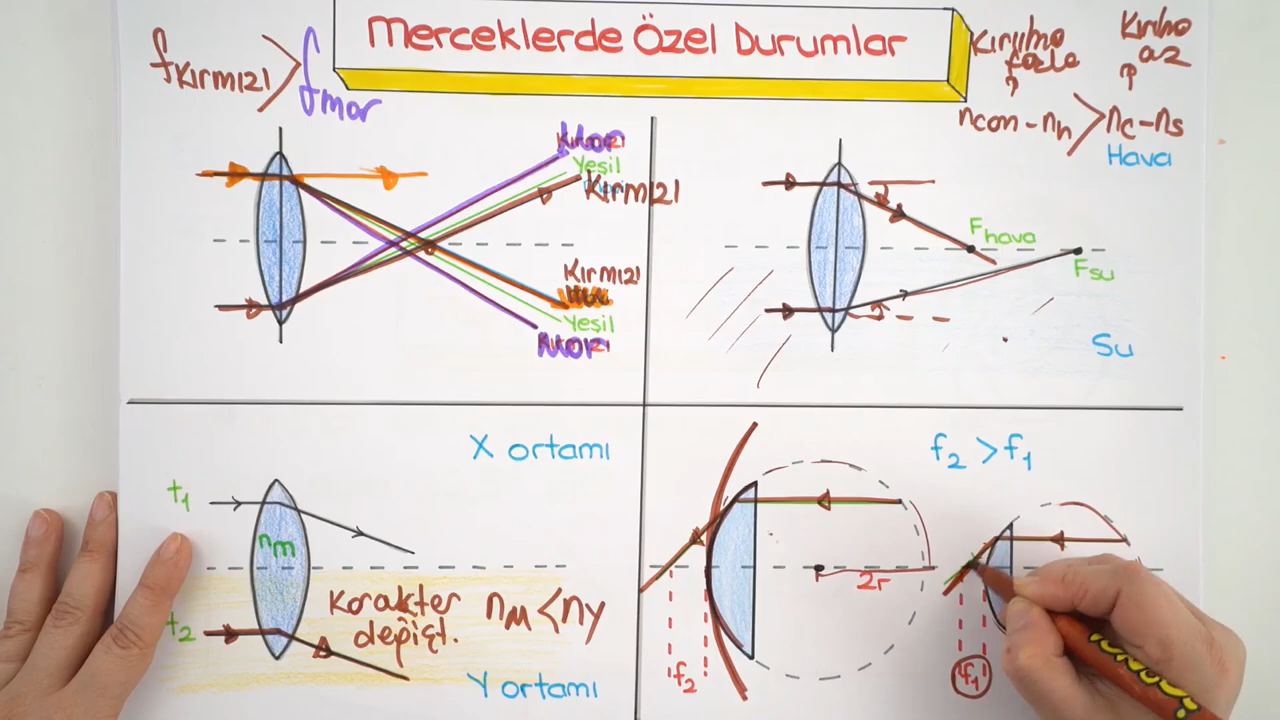 Merceklerde Özel Durumlar
fKırmızı > fmor
Kırılma fazla
Kırılma az
ncam - nh > nc - ns
Hava
Mor
Yeşil
Kırmızı
Kırmızı
Yeşil
Mor
Fhava
Fsu
Su
X ortamı
t1
nm
t2
Karakter
değişt.
nM < ny
Y ortamı
f2 > f1
2r
f2
f1